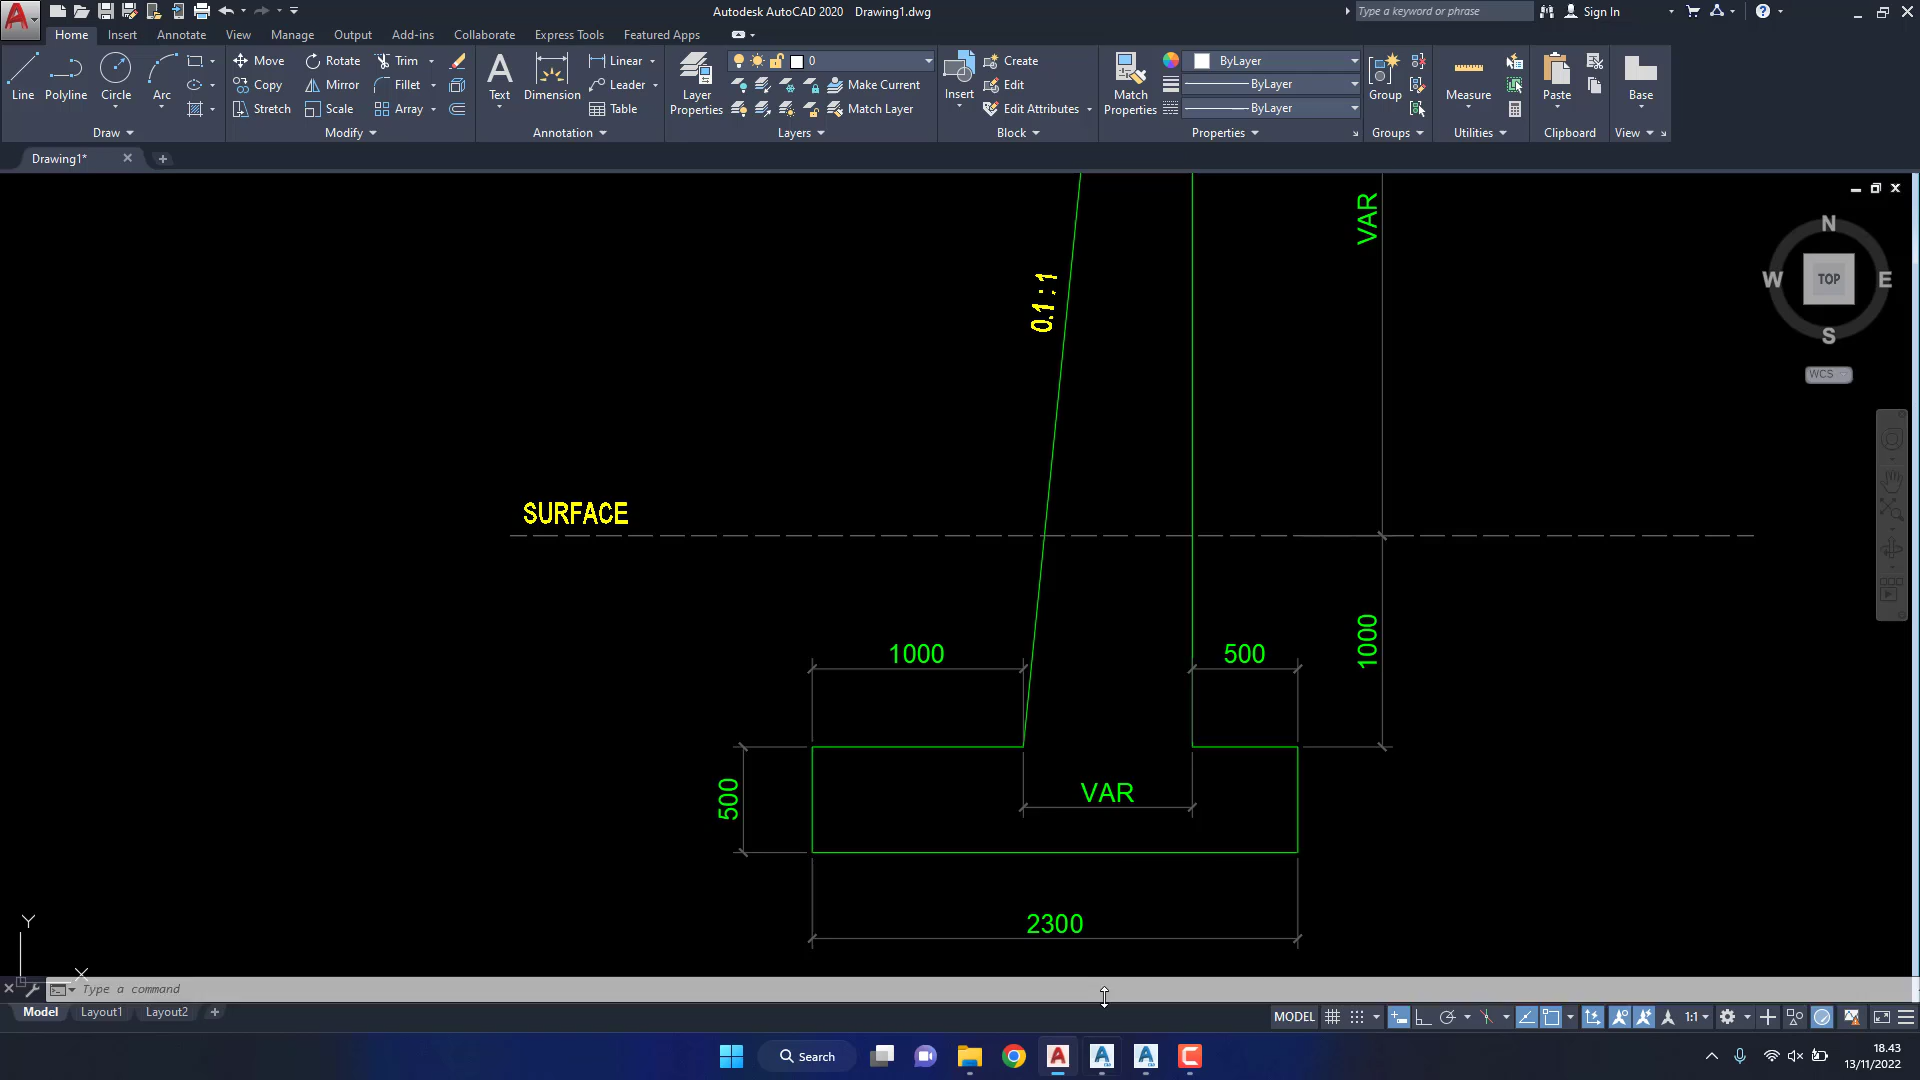 Autodesk AutoCAD 2020 Drawing1.dwg
Type a keyword or phrase
Sign In
Home Insert Annotate View Manage Output Add-ins Collaborate Express Tools Featured Apps
Line Polyline Circle Arc
Draw
Move Rotate Trim
Copy Mirror Fillet
Stretch Scale Array
Modify
Text Dimension
Linear
Leader
Table
Annotation
Layer Properties
0
Make Current
Match Layer
Layers
Insert
Create
Edit
Edit Attributes
Block
Match Properties
ByLayer
ByLayer
ByLayer
Properties
Group
Groups
Measure
Utilities
Paste
Clipboard
Base
View
Drawing1*
VAR
0.1 : 1
N
W TOP E
S
WCS
SURFACE
1000
500
1000
500
VAR
2300
Y
X
Type a command
Model Layout1 Layout2
MODEL
1:1
Search
18.43
13/11/2022